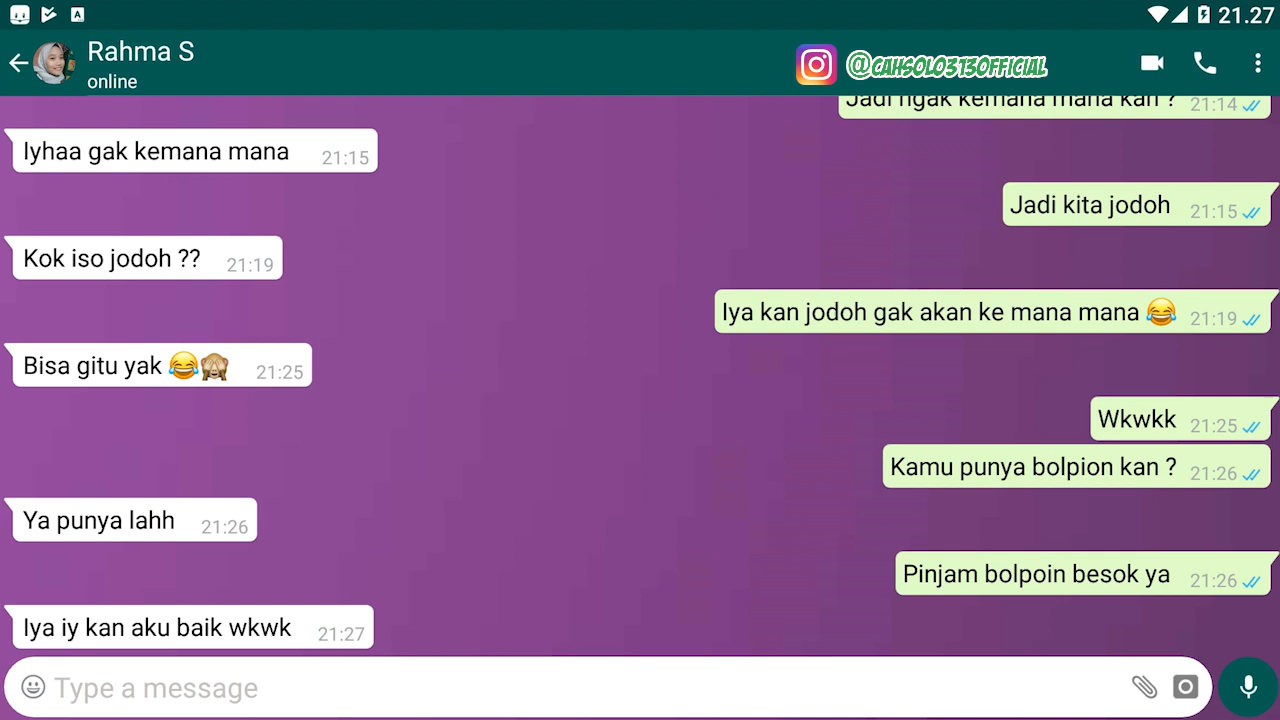 21.27
Rahma S
online
@CAHSOLO313OFFICIAL
Jadi ngak kemana mana kan ? 21:14
Iyhaa gak kemana mana 21:15
Jadi kita jodoh 21:15
Kok iso jodoh ?? 21:19
Iya kan jodoh gak akan ke mana mana 😂 21:19
Bisa gitu yak 😂🙈 21:25
Wkwkk 21:25
Kamu punya bolpion kan ? 21:26
Ya punya lahh 21:26
Pinjam bolpoin besok ya 21:26
Iya iy kan aku baik wkwk 21:27
Type a message